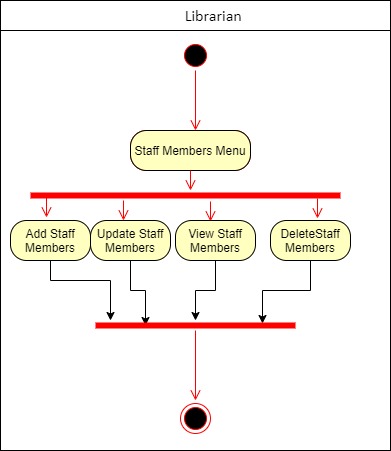 Librarian
Staff Members Menu
Add Staff
Members
Update Staff
Members
View Staff
Members
DeleteStaff
Members